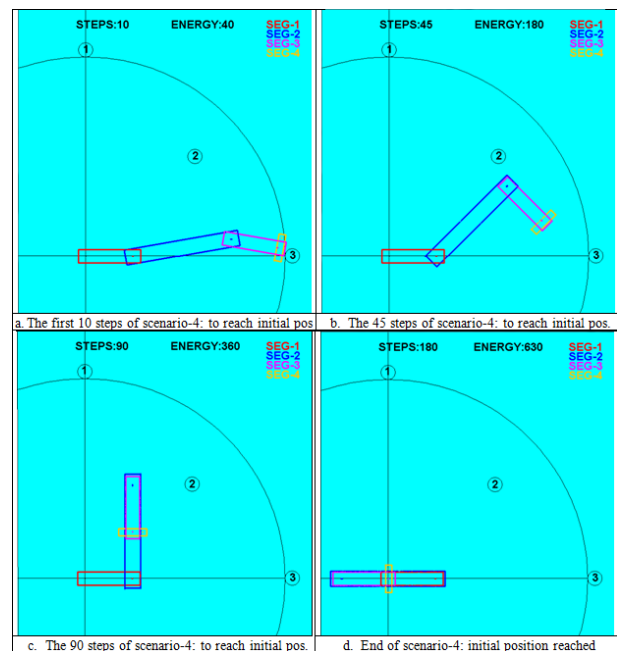 STEPS:10 ENERGY:40 SEG-1
SEG-2
SEG-3
SEG-4
1
2
3
a. The first 10 steps of scenario-4: to reach initial pos
STEPS:45 ENERGY:180 SEG-1
SEG-2
SEG-3
SEG-4
1
2
3
b. The 45 steps of scenario-4: to reach initial pos.
STEPS:90 ENERGY:360 SEG-1
SEG-2
SEG-3
SEG-4
1
2
3
c. The 90 steps of scenario-4: to reach initial pos.
STEPS:180 ENERGY:630 SEG-1
SEG-2
SEG-3
SEG-4
1
2
3
d. End of scenario-4: initial position reached